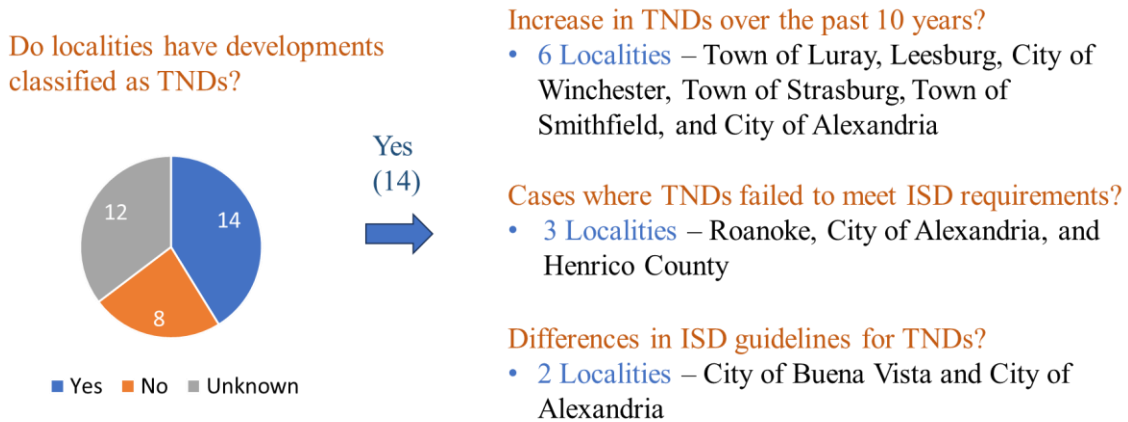 Do localities have developments
classified as TNDs?
12
14
8
■ Yes ■ No ■ Unknown
Yes
(14)
Increase in TNDs over the past 10 years?
• 6 Localities – Town of Luray, Leesburg, City of
Winchester, Town of Strasburg, Town of
Smithfield, and City of Alexandria
Cases where TNDs failed to meet ISD requirements?
• 3 Localities – Roanoke, City of Alexandria, and
Henrico County
Differences in ISD guidelines for TNDs?
• 2 Localities – City of Buena Vista and City of
Alexandria